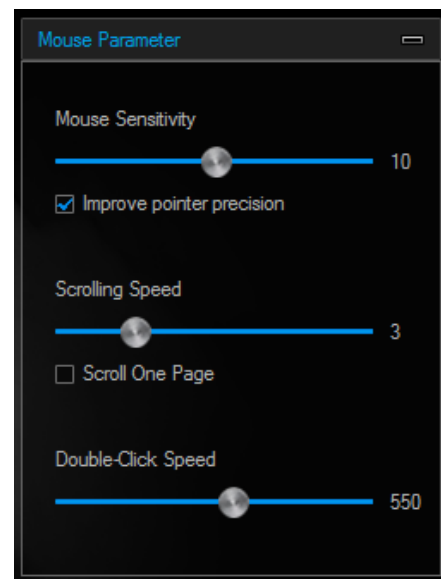 Mouse Parameter
Mouse Sensitivity
10
Improve pointer precision
Scrolling Speed
3
Scroll One Page
Double-Click Speed
550